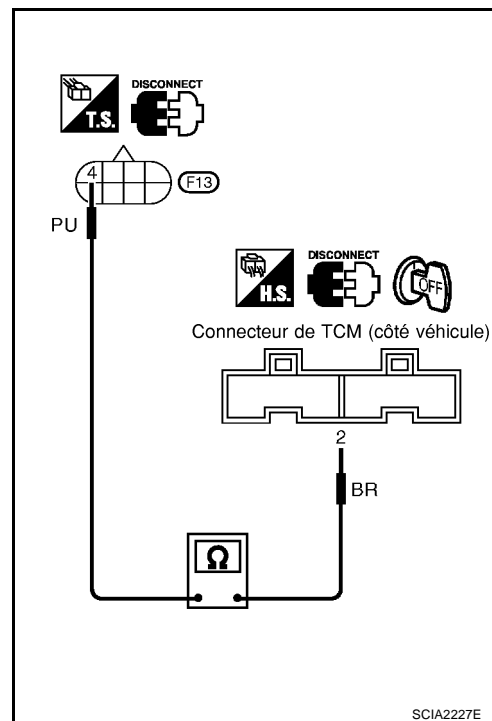 DISCONNECT
T.S.
4
F13
PU
DISCONNECT
H.S.
OFF
Connecteur de TCM (côté véhicule)
2
BR
Ω
SCIA2227E